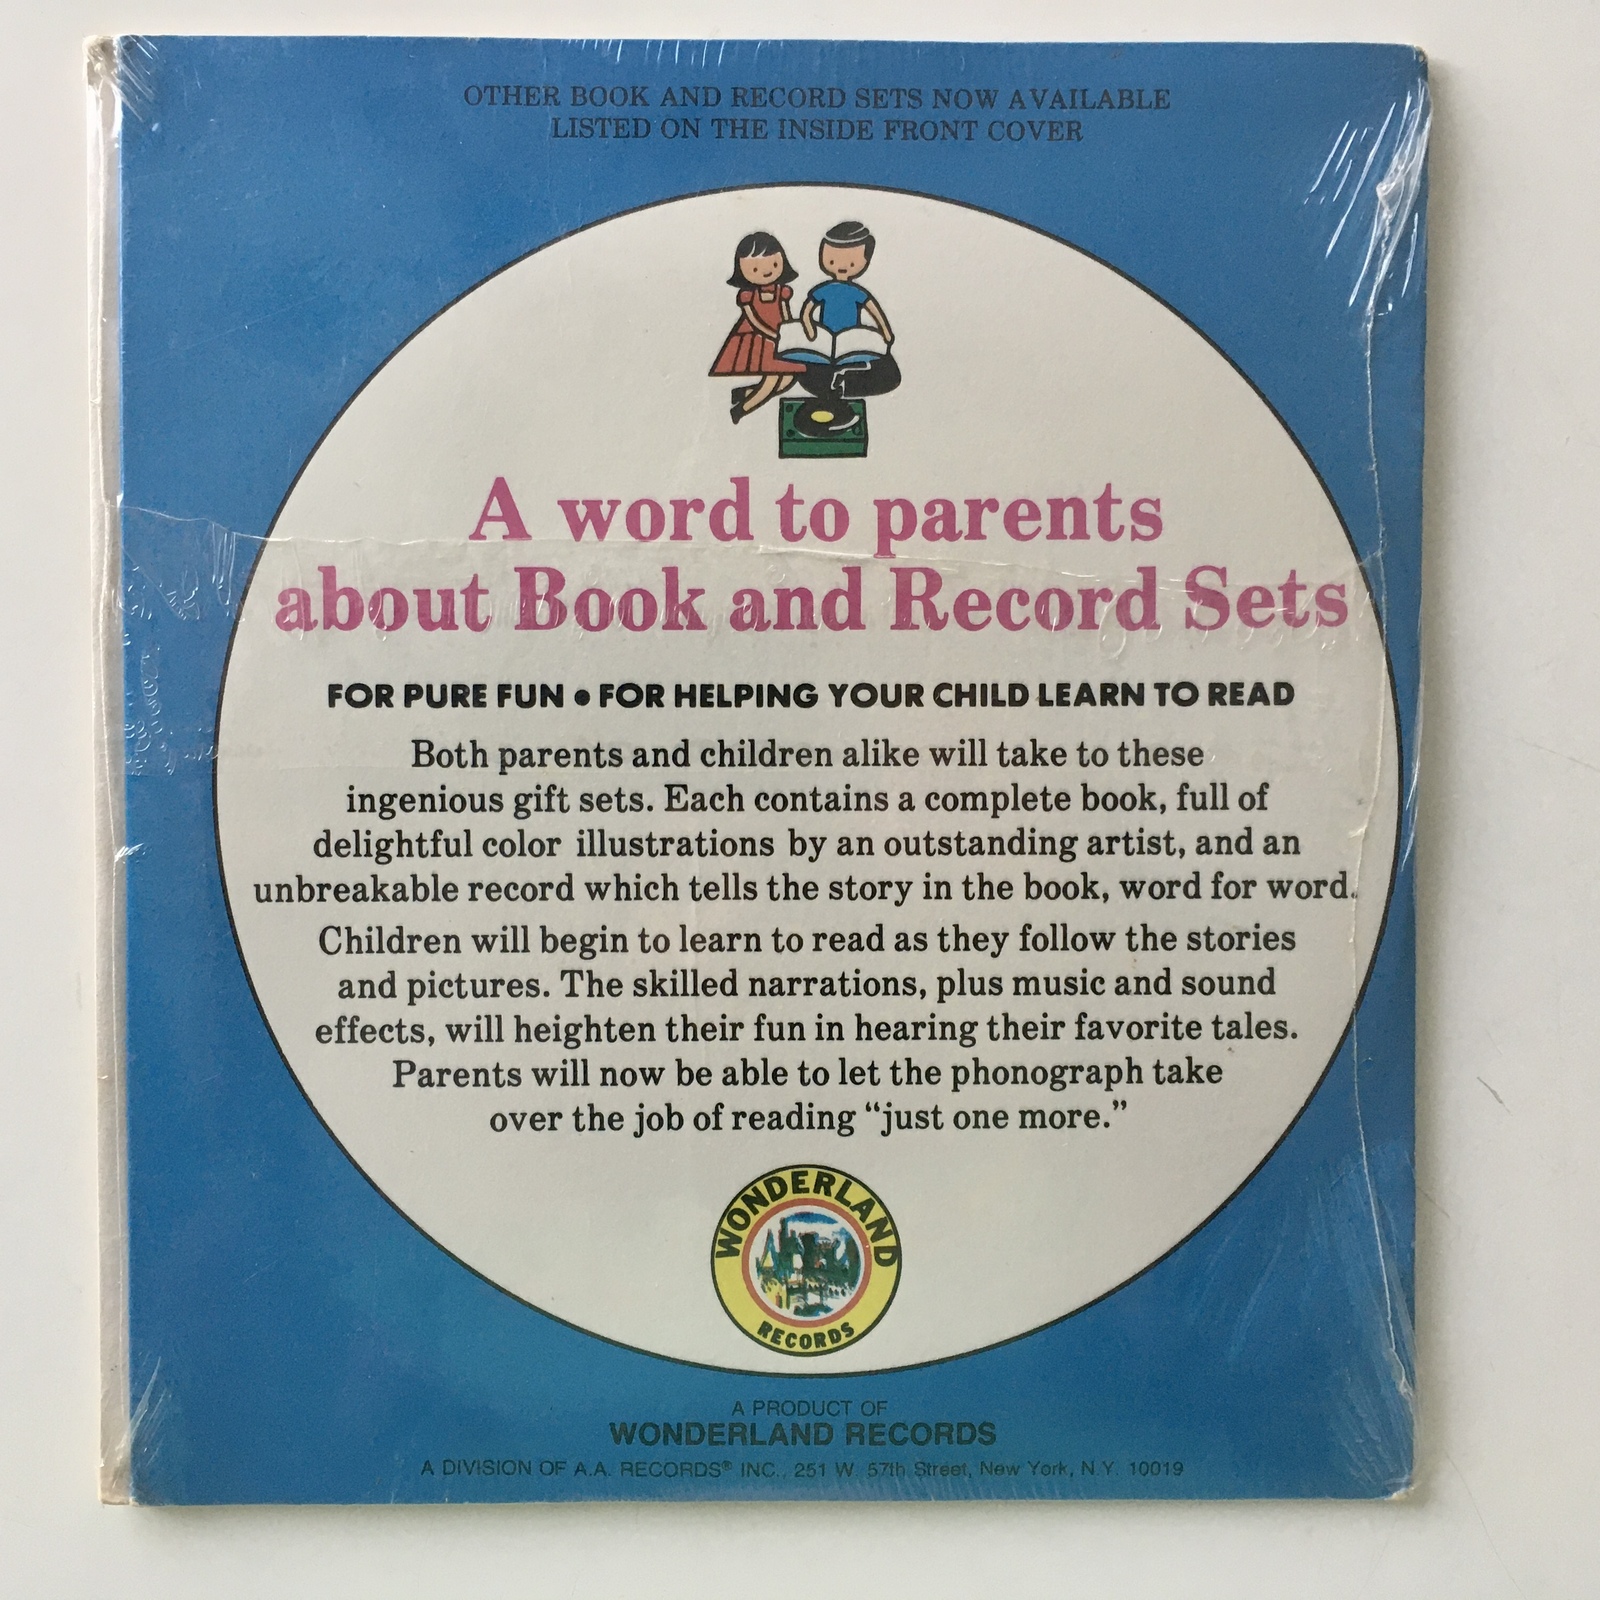 OTHER BOOK AND RECORD SETS NOW AVAILABLE
LISTED ON THE INSIDE FRONT COVER
A word to parents
about Book and Record Sets
FOR PURE FUN ● FOR HELPING YOUR CHILD LEARN TO READ
Both parents and children alike will take to these
ingenious gift sets. Each contains a complete book, full of
delightful color illustrations by an outstanding artist, and an
unbreakable record which tells the story in the book, word for word.
Children will begin to learn to read as they follow the stories
and pictures. The skilled narrations, plus music and sound
effects, will heighten their fun in hearing their favorite tales.
Parents will now be able to let the phonograph take
over the job of reading “just one more.”
WONDERLAND
RECORDS
A PRODUCT OF
WONDERLAND RECORDS
A DIVISION OF A.A. RECORDS® INC., 251 W. 57th Street, New York, N.Y. 10019